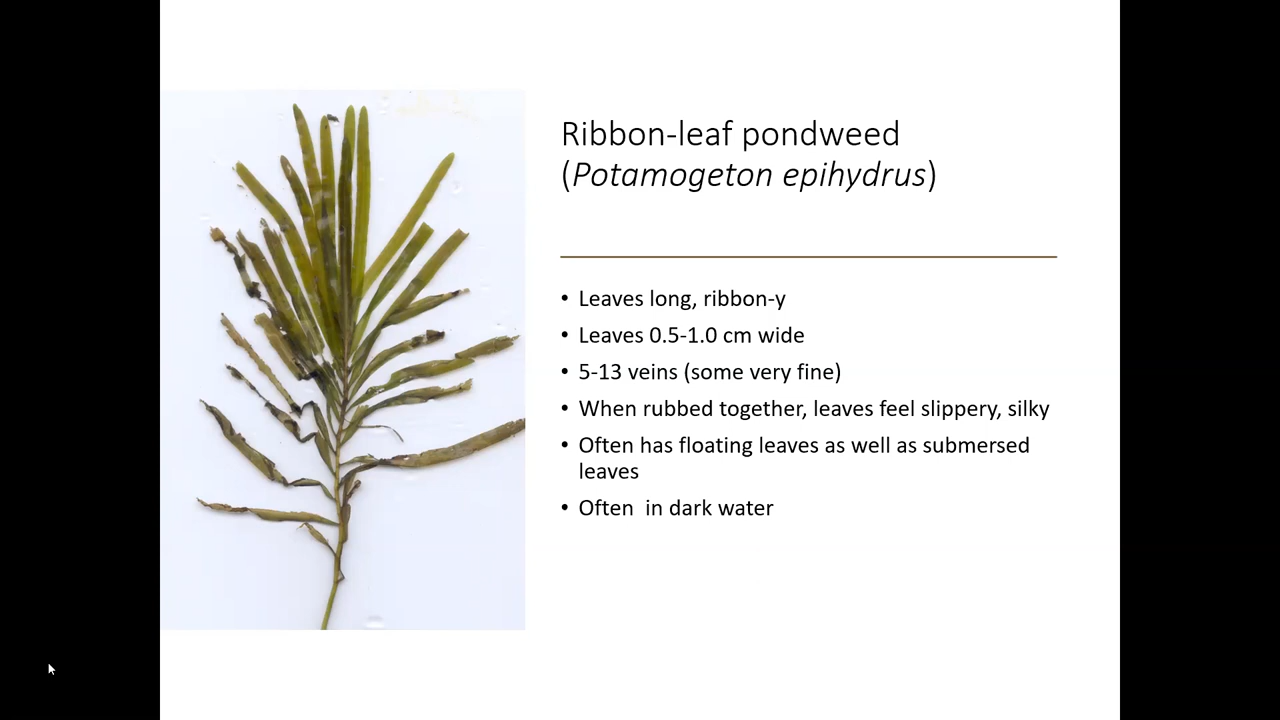 Ribbon-leaf pondweed
(Potamogeton epihydrus)
• Leaves long, ribbon-y
• Leaves 0.5-1.0 cm wide
• 5-13 veins (some very fine)
• When rubbed together, leaves feel slippery, silky
• Often has floating leaves as well as submersed
leaves
• Often  in dark water